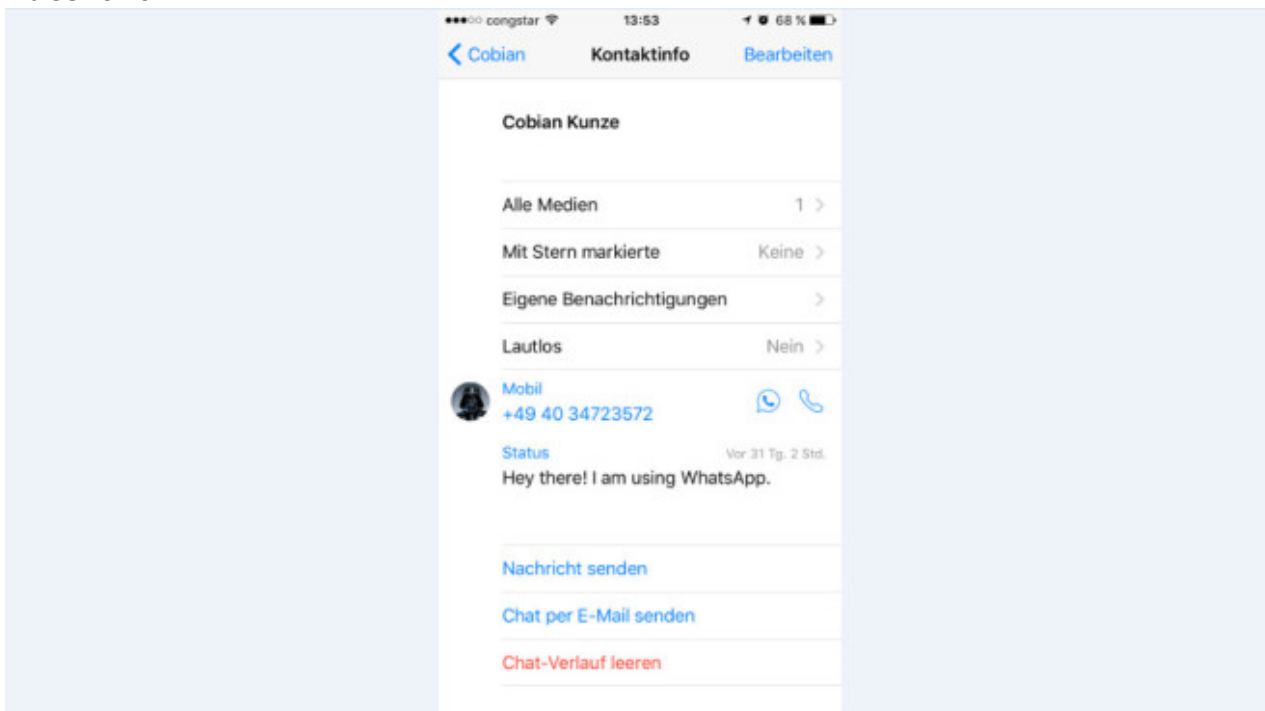 congstar 13:53 68 %
Cobian Kontaktinfo Bearbeiten
Cobian Kunze
Alle Medien 1
Mit Stern markierte Keine
Eigene Benachrichtigungen
Lautlos Nein
Mobil
+49 40 34723572
Status Vor 31 Tg. 2 Std.
Hey there! I am using WhatsApp.
Nachricht senden
Chat per E-Mail senden
Chat-Verlauf leeren